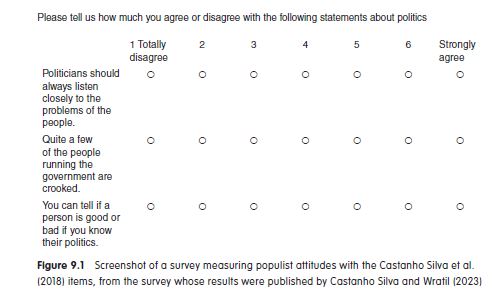 Please tell us how much you agree or disagree with the following statements about politics
1 Totally disagree 2 3 4 5 6 Strongly agree
Politicians should
always listen
closely to the
problems of the
people.
Quite a few
of the people
running the
government are
crooked.
You can tell if a
person is good or
bad if you know
their politics.
Figure 9.1 Screenshot of a survey measuring populist attitudes with the Castanho Silva et al.
(2018) items, from the survey whose results were published by Castanho Silva and Wratil (2023)